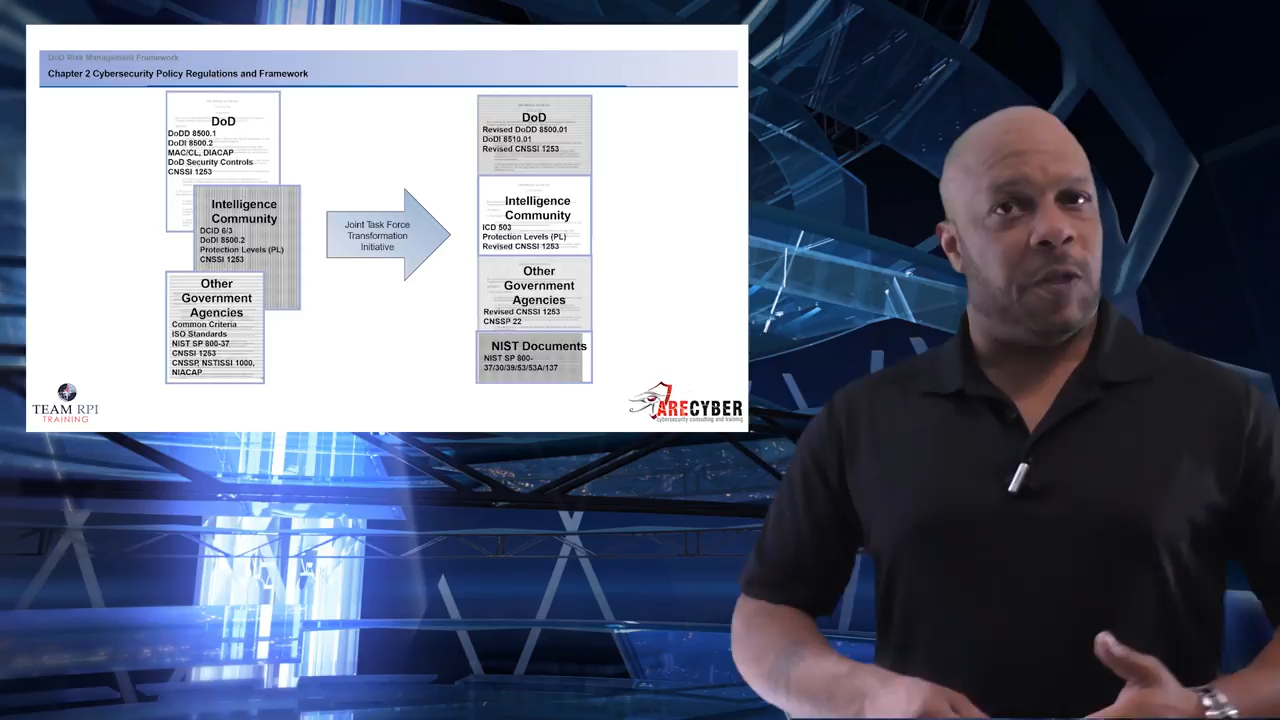 DoD Risk Management Framework
Chapter 2 Cybersecurity Policy Regulations and Framework
DoD
DoDD 8500.1
DoDI 8500.2
MAC/CL, DIACAP
DoD Security Controls
CNSSI 1253
Intelligence
Community
DCID 6/3
DoDI 8500.2
Protection Levels (PL)
CNSSI 1253
Other
Government
Agencies
Common Criteria
ISO Standards
NIST SP 800-37
CNSSI 1253
CNSSP, NSTISSI 1000,
NIACAP
Joint Task Force
Transformation
Initiative
DoD
Revised DoDD 8500.01
DoDI 8510.01
Revised CNSSI 1253
Intelligence
Community
ICD 503
Protection Levels (PL)
Revised CNSSI 1253
Other
Government
Agencies
Revised CNSSI 1253
CNSSP 22
NIST Documents
NIST SP 800-
37/30/39/53/53A/137
TEAM RPI
TRAINING
ARECYBER
cybersecurity consulting and training